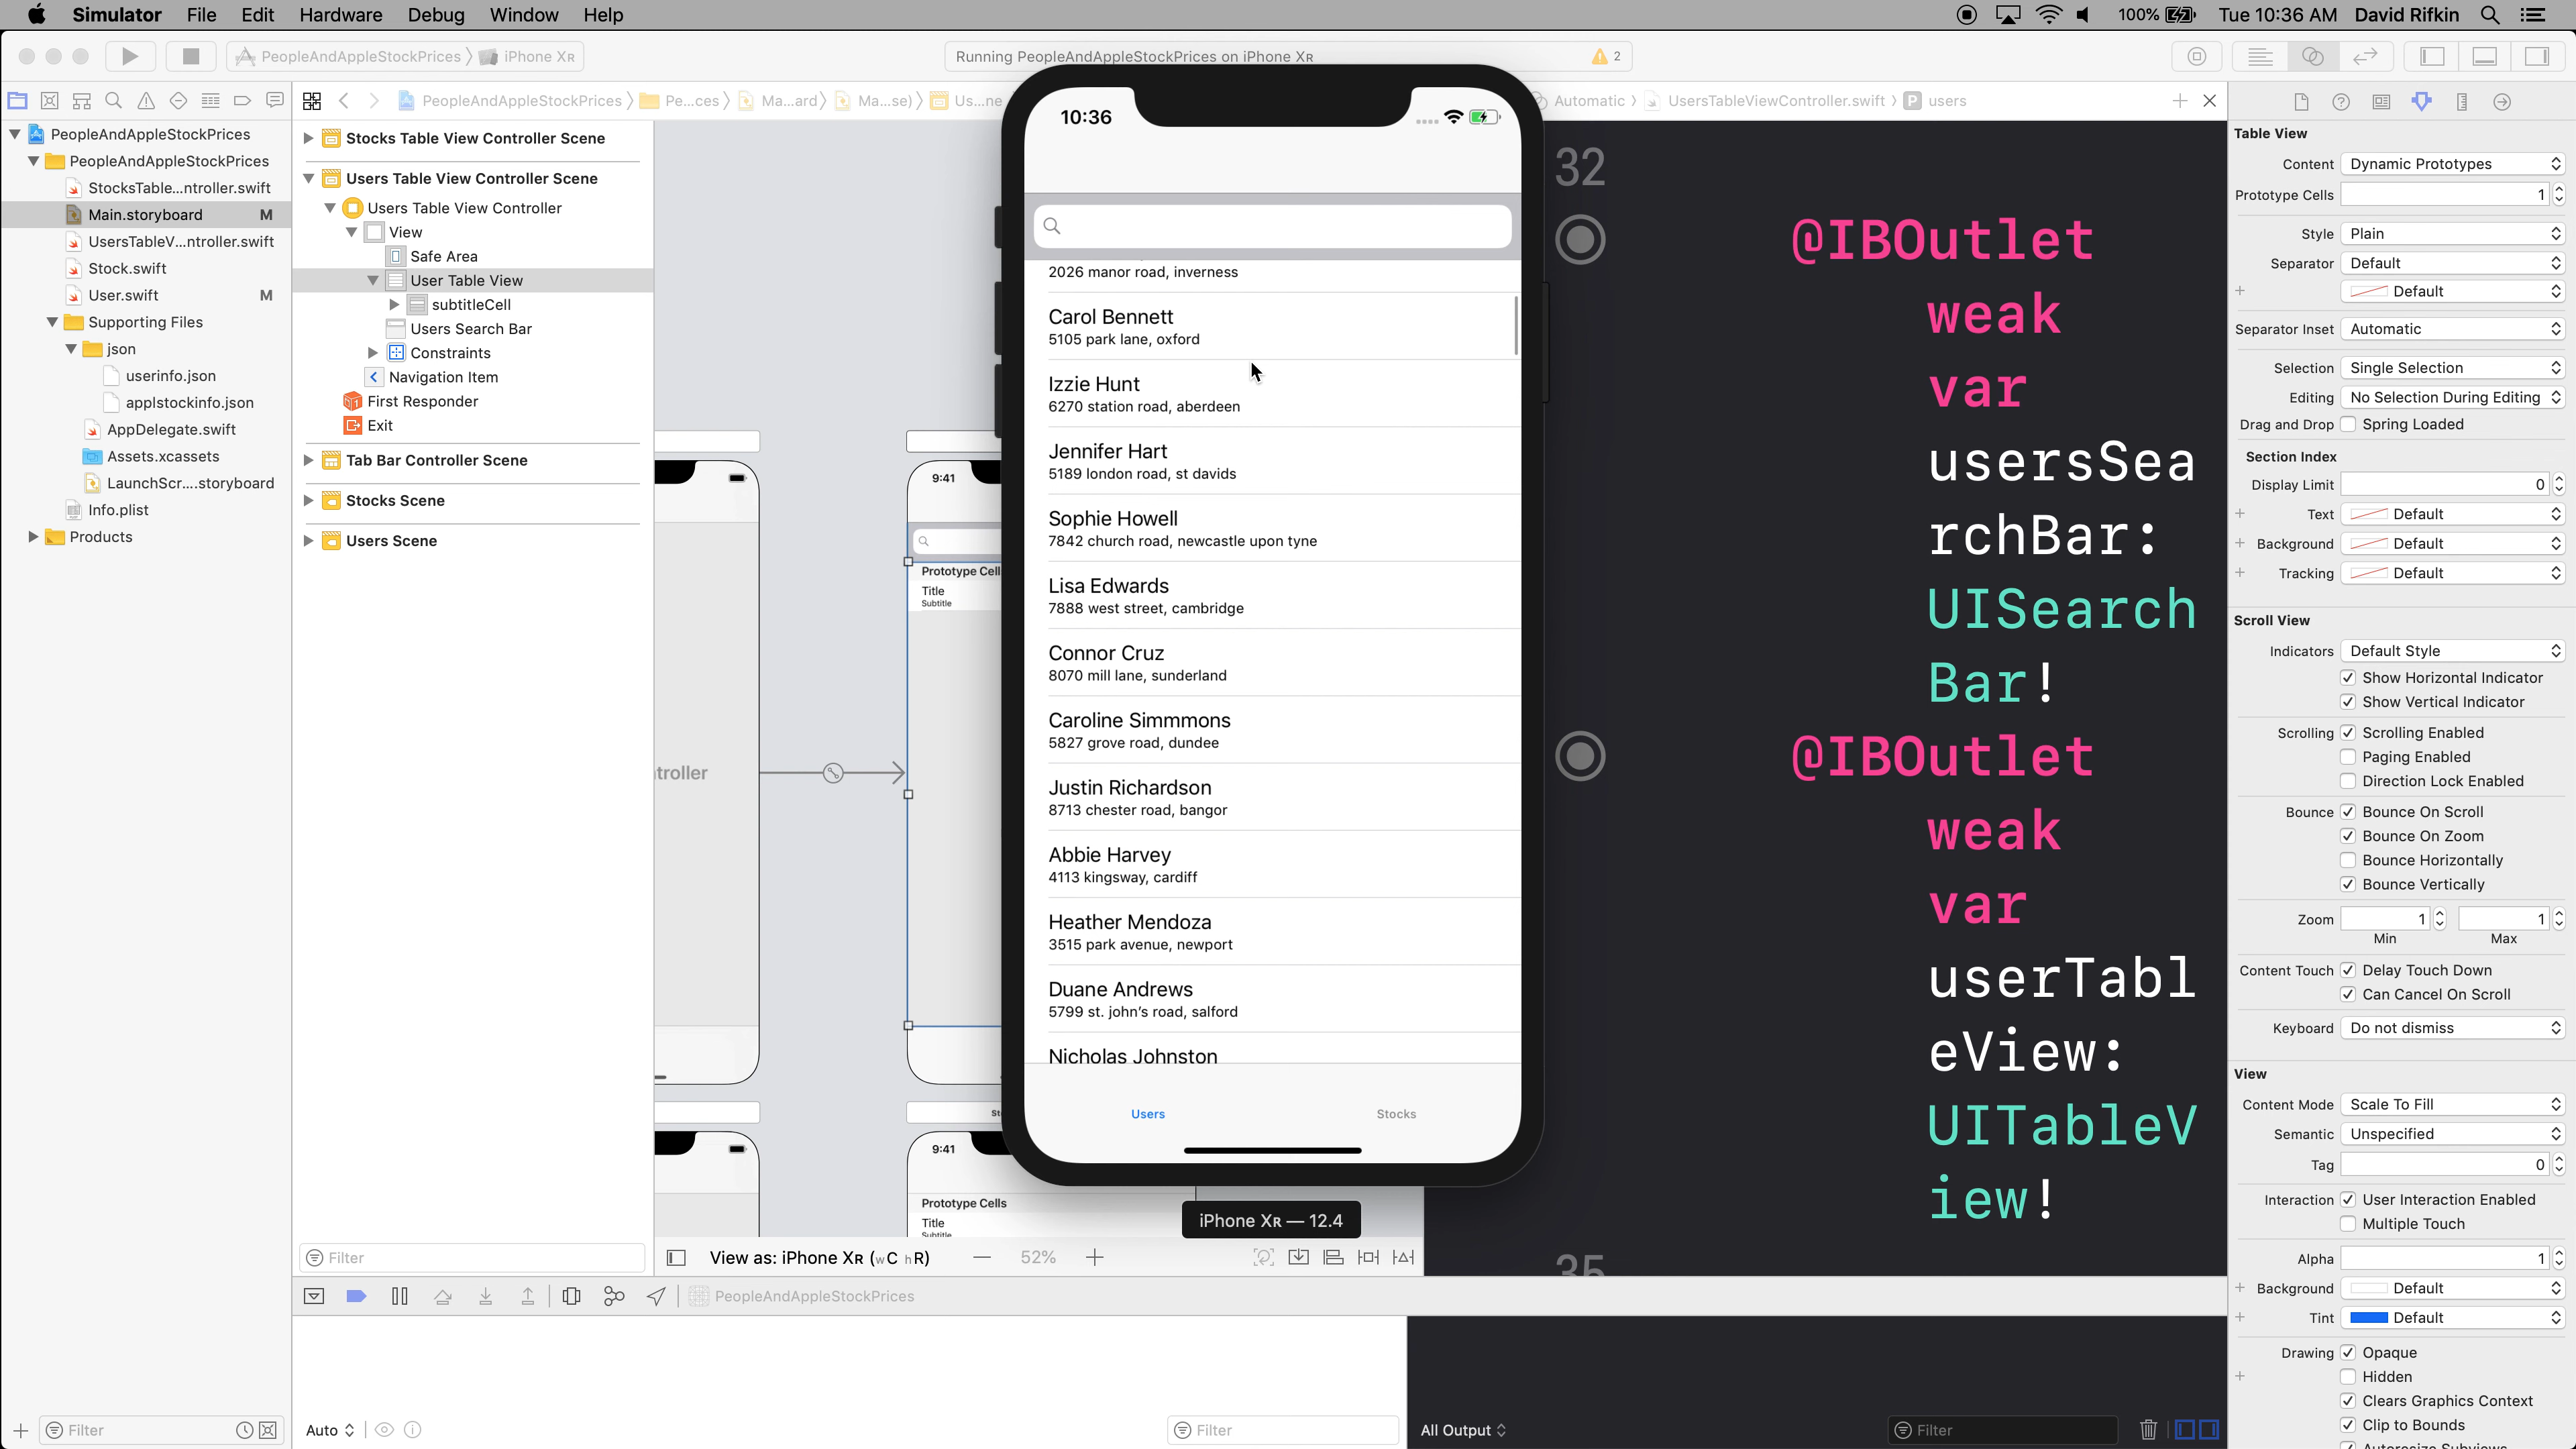 Simulator File Edit Hardware Debug Window Help
100% Tue 10:36 AM David Rifkin
PeopleAndAppleStockPrices iPhone XR
Running PeopleAndAppleStockPrices on iPhone XR
2
PeopleAndAppleStockPrices
PeopleAndAppleStockPrices
StocksTable...ntroller.swift
Main.storyboard M
UsersTableV...ntroller.swift
Stock.swift
User.swift M
Supporting Files
json
userinfo.json
applstockinfo.json
AppDelegate.swift
Assets.xcassets
LaunchScr....storyboard
Info.plist
Products
Filter
PeopleAndAppleStockPrices Pe...ces Ma...ard Ma...se) Us...ne
Stocks Table View Controller Scene
Users Table View Controller Scene
Users Table View Controller
View
Safe Area
User Table View
subtitleCell
Users Search Bar
Constraints
Navigation Item
First Responder
Exit
Tab Bar Controller Scene
Stocks Scene
Users Scene
Filter
troller
9:41
Prototype Cell
Title
Subtitle
St
9:41
Prototype Cells
Title
Subtitle
View as: iPhone XR (wC hR)
52%
10:36
2026 manor road, inverness
Carol Bennett
5105 park lane, oxford
Izzie Hunt
6270 station road, aberdeen
Jennifer Hart
5189 london road, st davids
Sophie Howell
7842 church road, newcastle upon tyne
Lisa Edwards
7888 west street, cambridge
Connor Cruz
8070 mill lane, sunderland
Caroline Simmmons
5827 grove road, dundee
Justin Richardson
8713 chester road, bangor
Abbie Harvey
4113 kingsway, cardiff
Heather Mendoza
3515 park avenue, newport
Duane Andrews
5799 st. john's road, salford
Nicholas Johnston
Users Stocks
iPhone XR — 12.4
Automatic UsersTableViewController.swift P users
32
@IBOutlet
weak
var
usersSea
rchBar:
UISearch
Bar!
@IBOutlet
weak
var
userTabl
eView:
UITableV
iew!
35
PeopleAndAppleStockPrices
Auto
Filter
All Output
Filter
Table View
Content Dynamic Prototypes
Prototype Cells 1
Style Plain
Separator Default
Default
Separator Inset Automatic
Selection Single Selection
Editing No Selection During Editing
Drag and Drop Spring Loaded
Section Index
Display Limit 0
Text Default
Background Default
Tracking Default
Scroll View
Indicators Default Style
Show Horizontal Indicator
Show Vertical Indicator
Scrolling Scrolling Enabled
Paging Enabled
Direction Lock Enabled
Bounce Bounce On Scroll
Bounce On Zoom
Bounce Horizontally
Bounce Vertically
Zoom 1 1
Min Max
Content Touch Delay Touch Down
Can Cancel On Scroll
Keyboard Do not dismiss
View
Content Mode Scale To Fill
Semantic Unspecified
Tag 0
Interaction User Interaction Enabled
Multiple Touch
Alpha 1
Background Default
Tint Default
Drawing Opaque
Hidden
Clears Graphics Context
Clip to Bounds
Autoresize Subviews